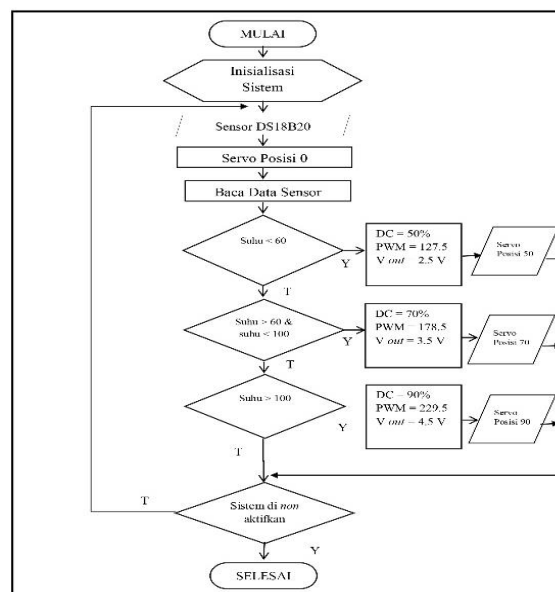 MULAI
Inisialisasi
Sistem
Sensor DS18B20
Servo Posisi 0
Baca Data Sensor
Suhu < 60
Y
T
DC = 50%
PWM = 127.5
V out = 2.5 V
Servo
Posisi 50
Suhu > 60 &
suhu < 100
Y
T
DC = 70%
PWM = 178.5
V out = 3.5 V
Servo
Posisi 70
Suhu > 100
Y
T
DC = 90%
PWM = 229.5
V out = 4.5 V
Servo
Posisi 90
Sistem di non
aktifkan
T
Y
SELESAI